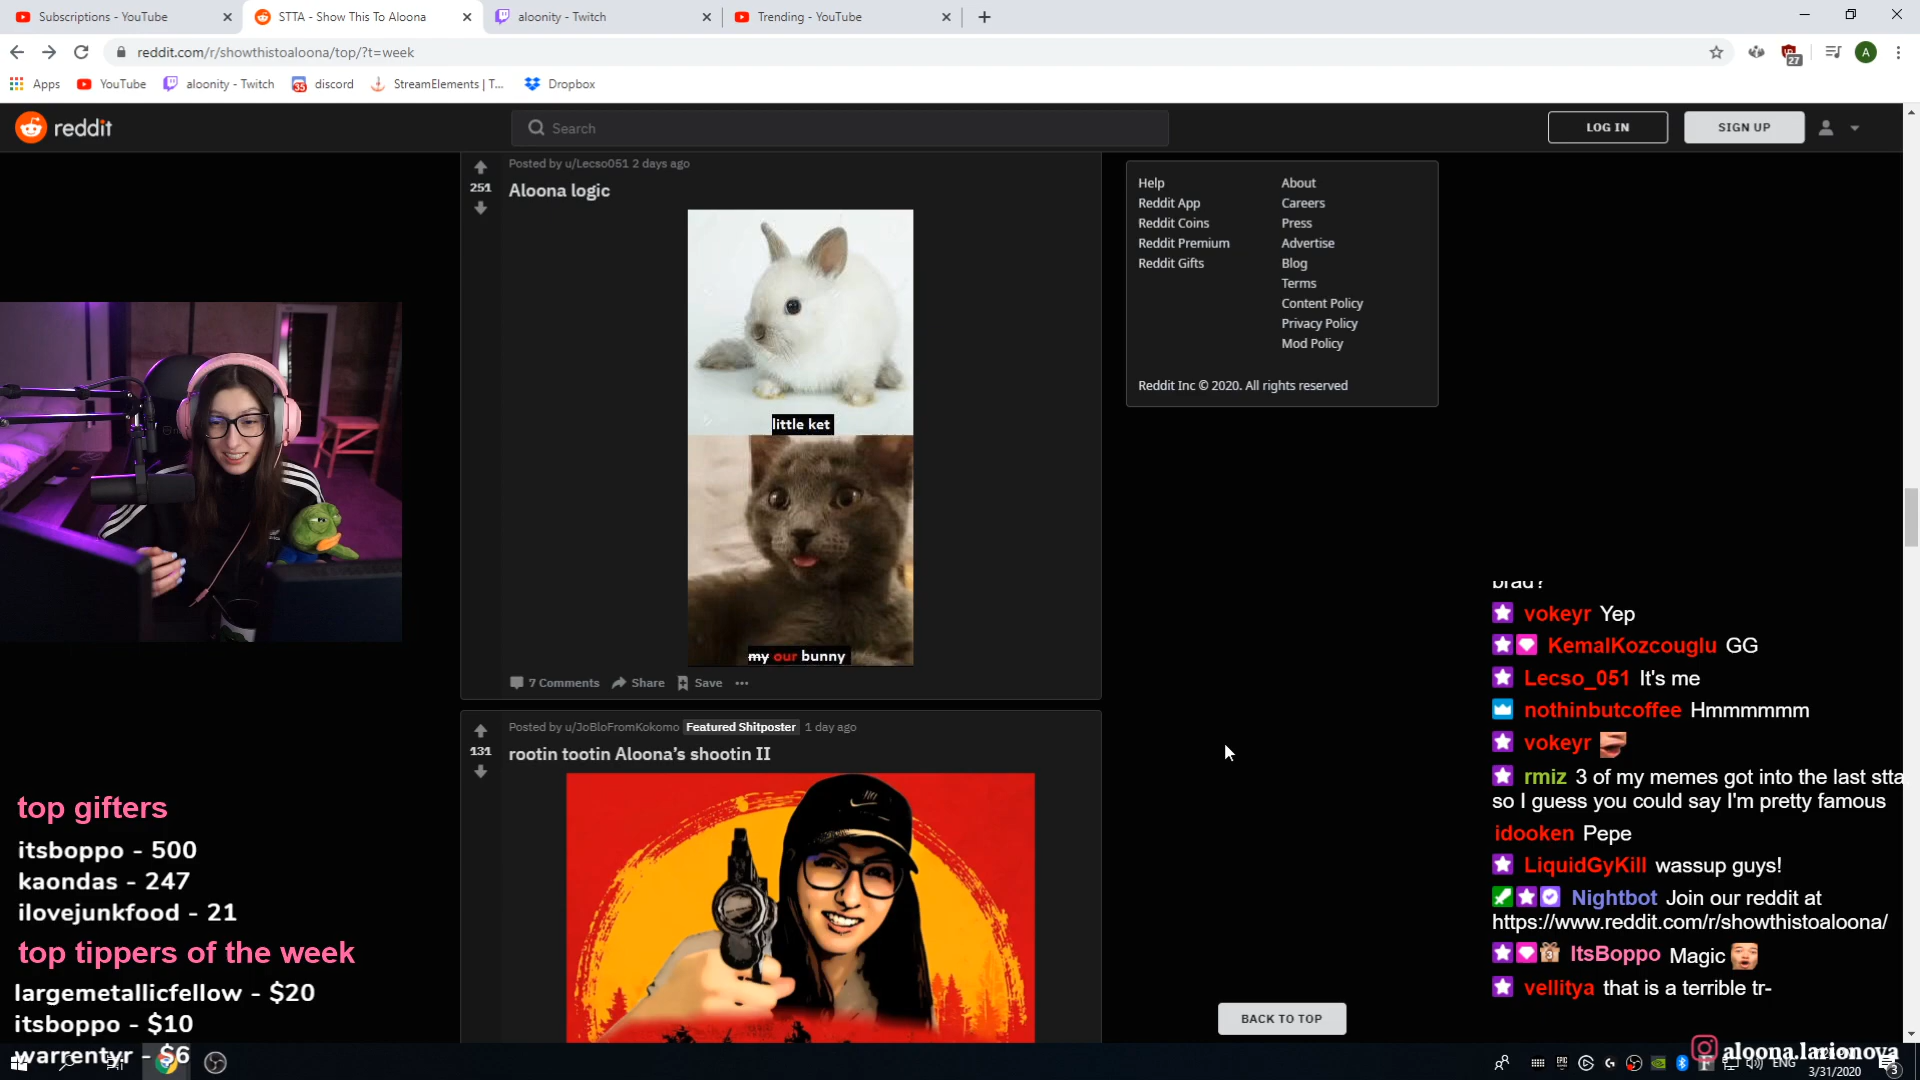 Subscriptions - YouTube
STTA - Show This To Aloona
aloonity - Twitch
Trending - YouTube
reddit.com/r/showthistoaloona/top/?t=week
27
A
Apps
YouTube
aloonity - Twitch
35
discord
StreamElements | T...
Dropbox
reddit
Search
LOG IN
SIGN UP
Posted by u/Lecso051 2 days ago
251
Aloona logic
little ket
my our bunny
7 Comments
Share
Save
Posted by u/JoBloFromKokomo Featured Shitposter 1 day ago
131
rootin tootin Aloona's shootin II
Help
Reddit App
Reddit Coins
Reddit Premium
Reddit Gifts
About
Careers
Press
Advertise
Blog
Terms
Content Policy
Privacy Policy
Mod Policy
Reddit Inc © 2020. All rights reserved
BACK TO TOP
top gifters
itsboppo - 500
kaondas - 247
ilovejunkfood - 21
top tippers of the week
largemetallicfellow - $20
itsboppo - $10
warrentyr - $6
brad?
vokeyr Yep
KemalKozcouglu GG
Lecso_051 It's me
nothinbutcoffee Hmmmmmm
vokeyr
rmiz 3 of my memes got into the last stta,
so I guess you could say I'm pretty famous
idooken Pepe
LiquidGyKill wassup guys!
Nightbot Join our reddit at
https://www.reddit.com/r/showthistoaloona/
3 ItsBoppo Magic
vellitya that is a terrible tr-
aloona.larionova
ENG
3/31/2020
3